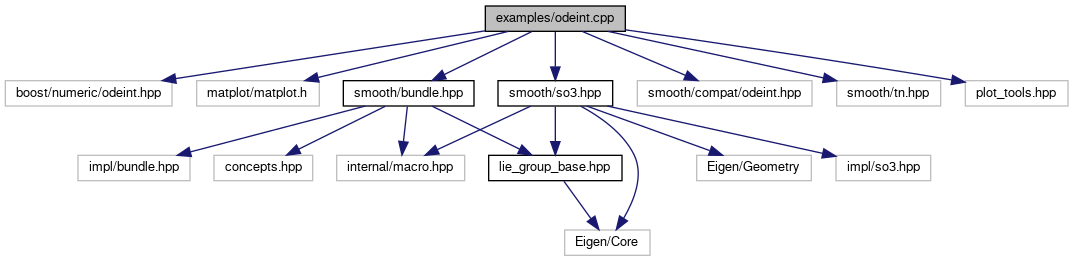 examples/odeint.cpp
boost/numeric/odeint.hpp
matplot/matplot.h
smooth/bundle.hpp
smooth/so3.hpp
smooth/compat/odeint.hpp
smooth/tn.hpp
plot_tools.hpp
impl/bundle.hpp
concepts.hpp
internal/macro.hpp
lie_group_base.hpp
Eigen/Geometry
impl/so3.hpp
Eigen/Core